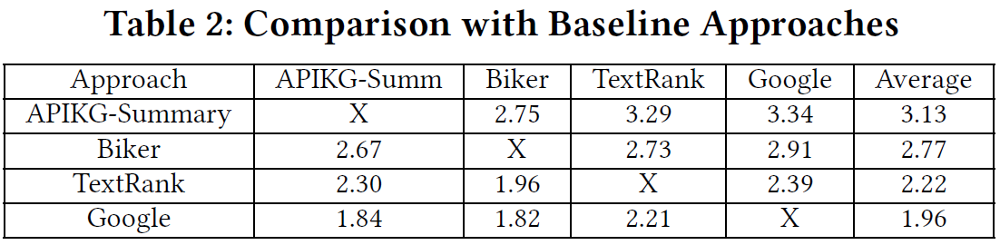 Table 2: Comparison with Baseline Approaches
Approach APIKG-Summ Biker TextRank Google Average
APIKG-Summary X 2.75 3.29 3.34 3.13
Biker 2.67 X 2.73 2.91 2.77
TextRank 2.30 1.96 X 2.39 2.22
Google 1.84 1.82 2.21 X 1.96